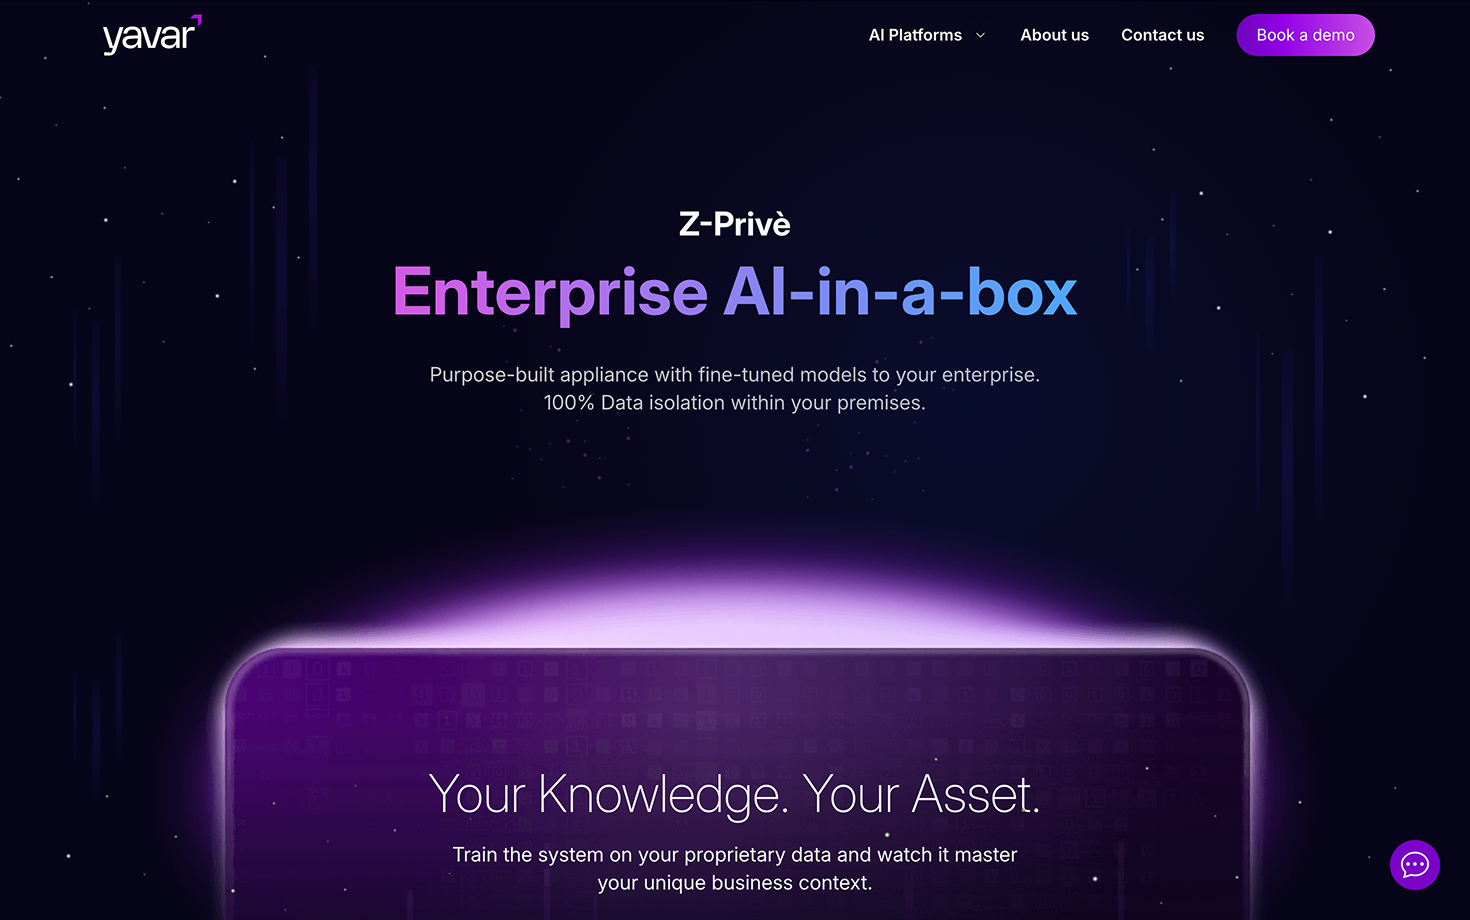 yavar
AI Platforms
About us
Contact us
Book a demo
Z-Privè
Enterprise AI-in-a-box
Purpose-built appliance with fine-tuned models to your enterprise.
100% Data isolation within your premises.
Your Knowledge. Your Asset.
Train the system on your proprietary data and watch it master
your unique business context.